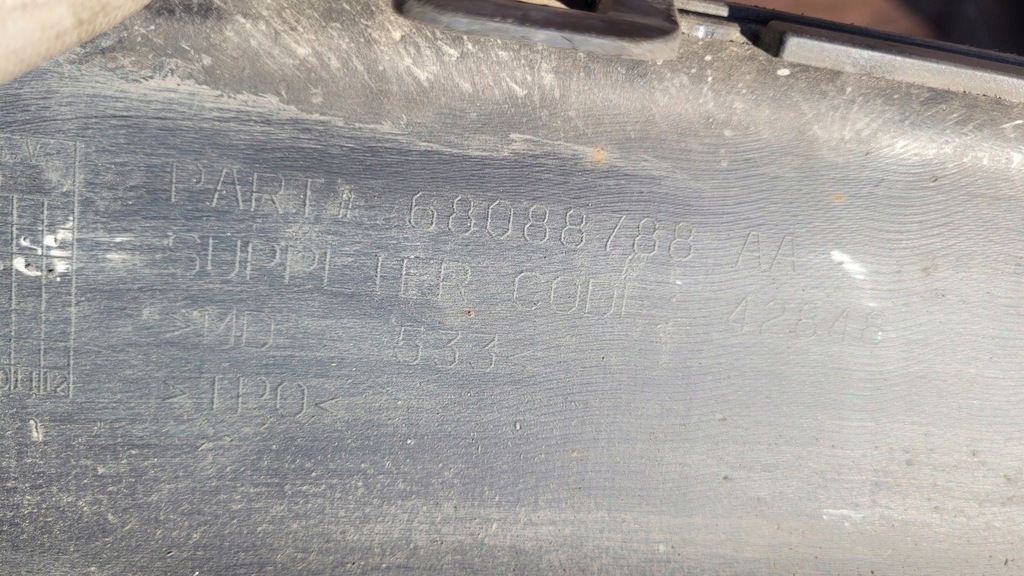 PART# 68088788 AA
SUPPLIER CODE: 42848
>MD 533
>TPO<